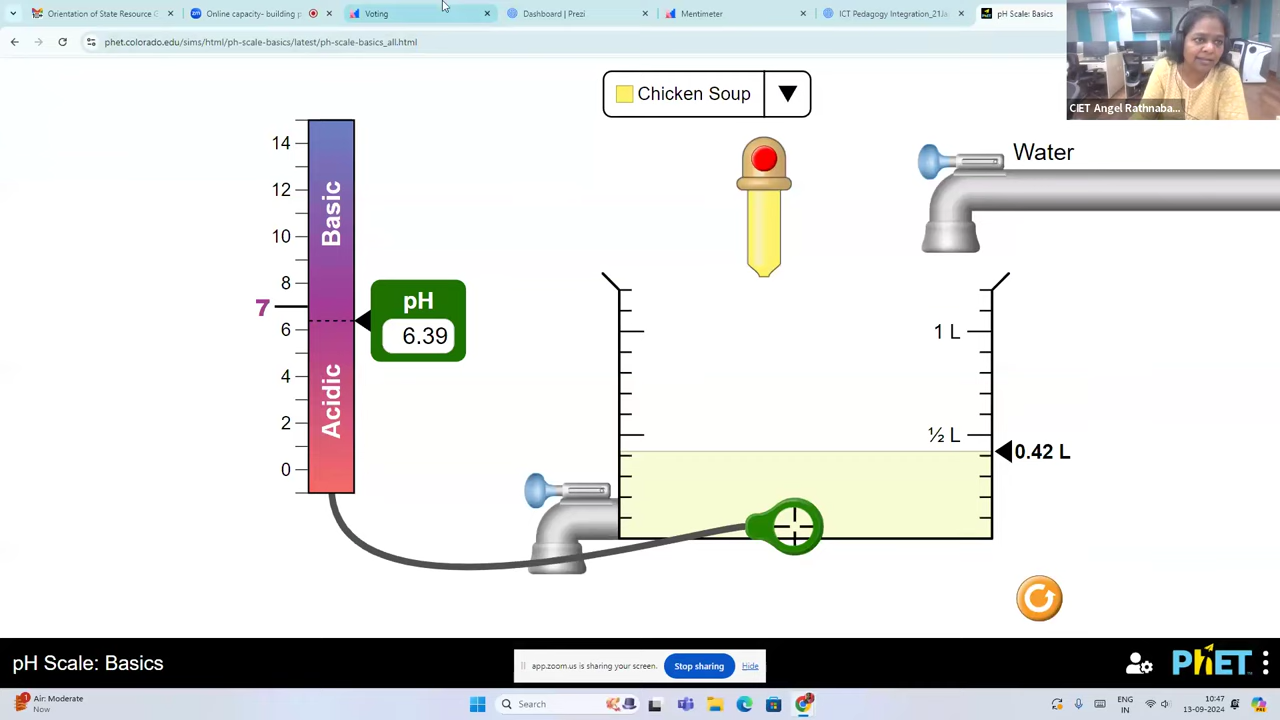 Orientation of State Resource G
Online capacity- building p
Voting
Dashboard | Prezi
Mentimeter
ICT Pedagogy Integration_21Ja
pH Scale: Basics
phet.colorado.edu/sims/html/ph-scale-basics/latest/ph-scale-basics_all.html
CIET Angel Rathnaba...
Chicken Soup
Water
14
12
10
8
7
6
4
2
0
Basic
Acidic
pH
6.39
1 L
½ L
0.42 L
pH Scale: Basics
app.zoom.us is sharing your screen.
Stop sharing
Hide
PhET
Air: Moderate
Now
Search
ENG
IN
10:47
13-09-2024